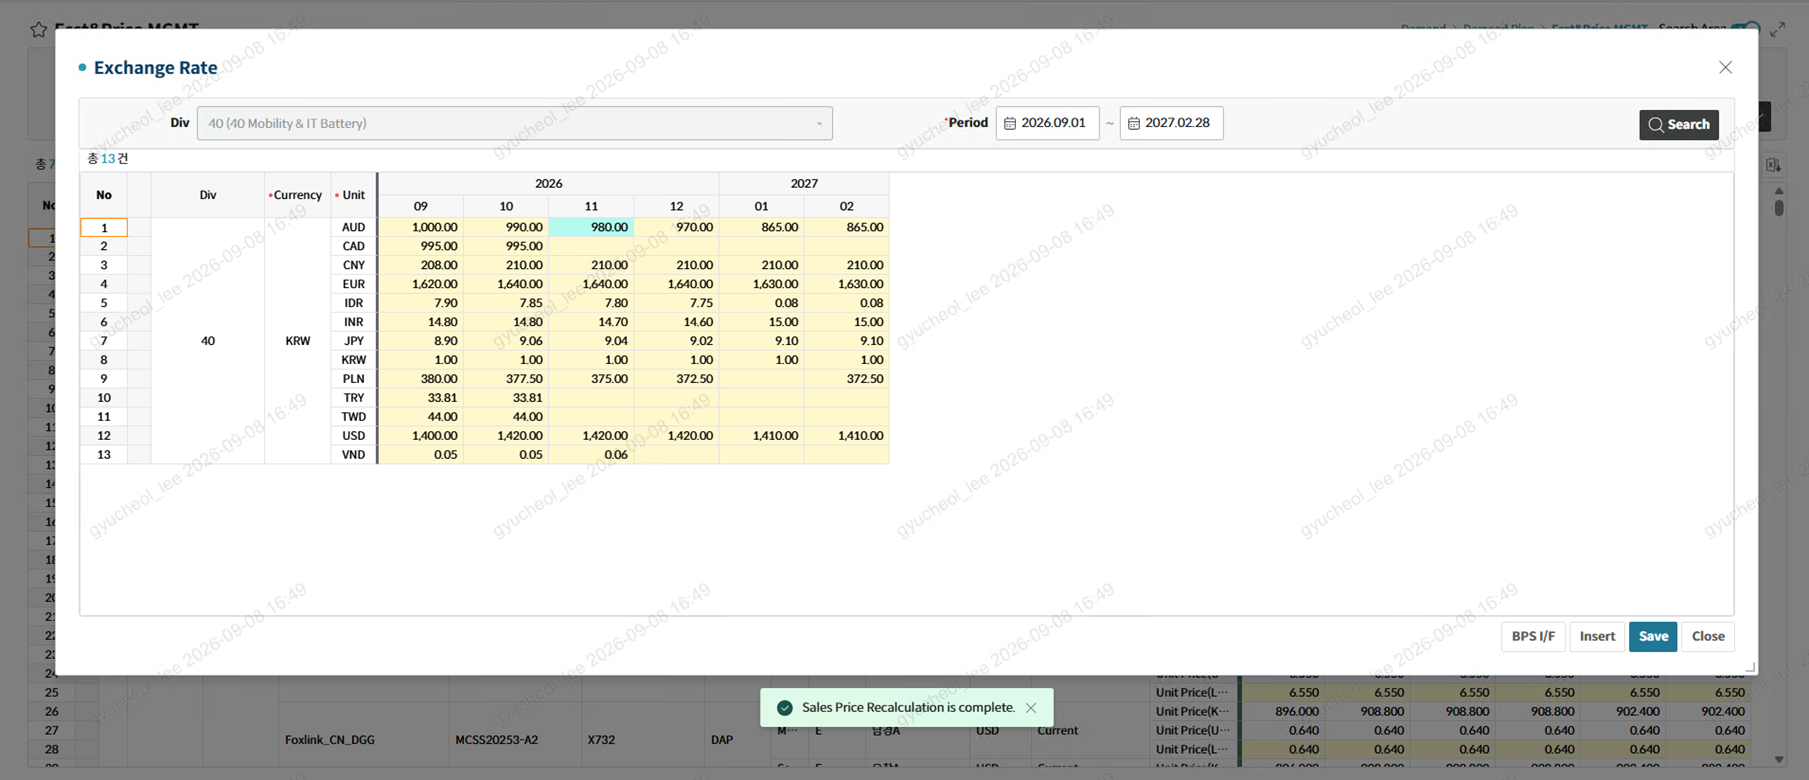 Exchange Rate
Div 40 (40 Mobility & IT Battery) *Period 2026.09.01 ~ 2027.02.28 Search
총 13 건
No Div *Currency *Unit 2026 2027
09 10 11 12 01 02
1 AUD 1,000.00 990.00 980.00 970.00 865.00 865.00
2 CAD 995.00 995.00
3 CNY 208.00 210.00 210.00 210.00 210.00 210.00
4 EUR 1,620.00 1,640.00 1,640.00 1,640.00 1,630.00 1,630.00
5 IDR 7.90 7.85 7.80 7.75 0.08 0.08
6 INR 14.80 14.80 14.70 14.60 15.00 15.00
7 40 KRW JPY 8.90 9.06 9.04 9.02 9.10 9.10
8 KRW 1.00 1.00 1.00 1.00 1.00 1.00
9 PLN 380.00 377.50 375.00 372.50 372.50
10 TRY 33.81 33.81
11 TWD 44.00 44.00
12 USD 1,400.00 1,420.00 1,420.00 1,420.00 1,410.00 1,410.00
13 VND 0.05 0.05 0.06
BPS I/F Insert Save Close
24
25 Unit Price(L··· 6.550 6.550 6.550 6.550 6.550 6.550
Sales Price Recalculation is complete.
26 Unit Price(K··· 896.000 908.800 908.800 908.800 902.400 902.400
27 M··· E USD Current Unit Price(U··· 0.640 0.640 0.640 0.640 0.640 0.640
Foxlink_CN_DGG MCSS20253-A2 X732 DAP
28 Unit Price(L··· 0.640 0.640 0.640 0.640 0.640 0.640
gyucheol_lee 2026-09-08 16:49